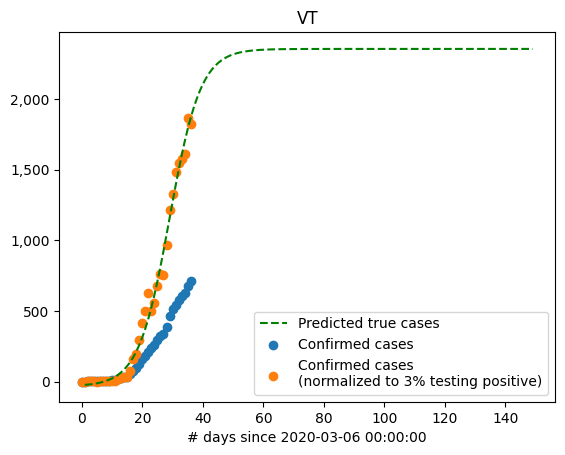 VT
2,000
1,500
1,000
500
0
Predicted true cases
Confirmed cases
Confirmed cases
(normalized to 3% testing positive)
0 20 40 60 80 100 120 140
# days since 2020-03-06 00:00:00